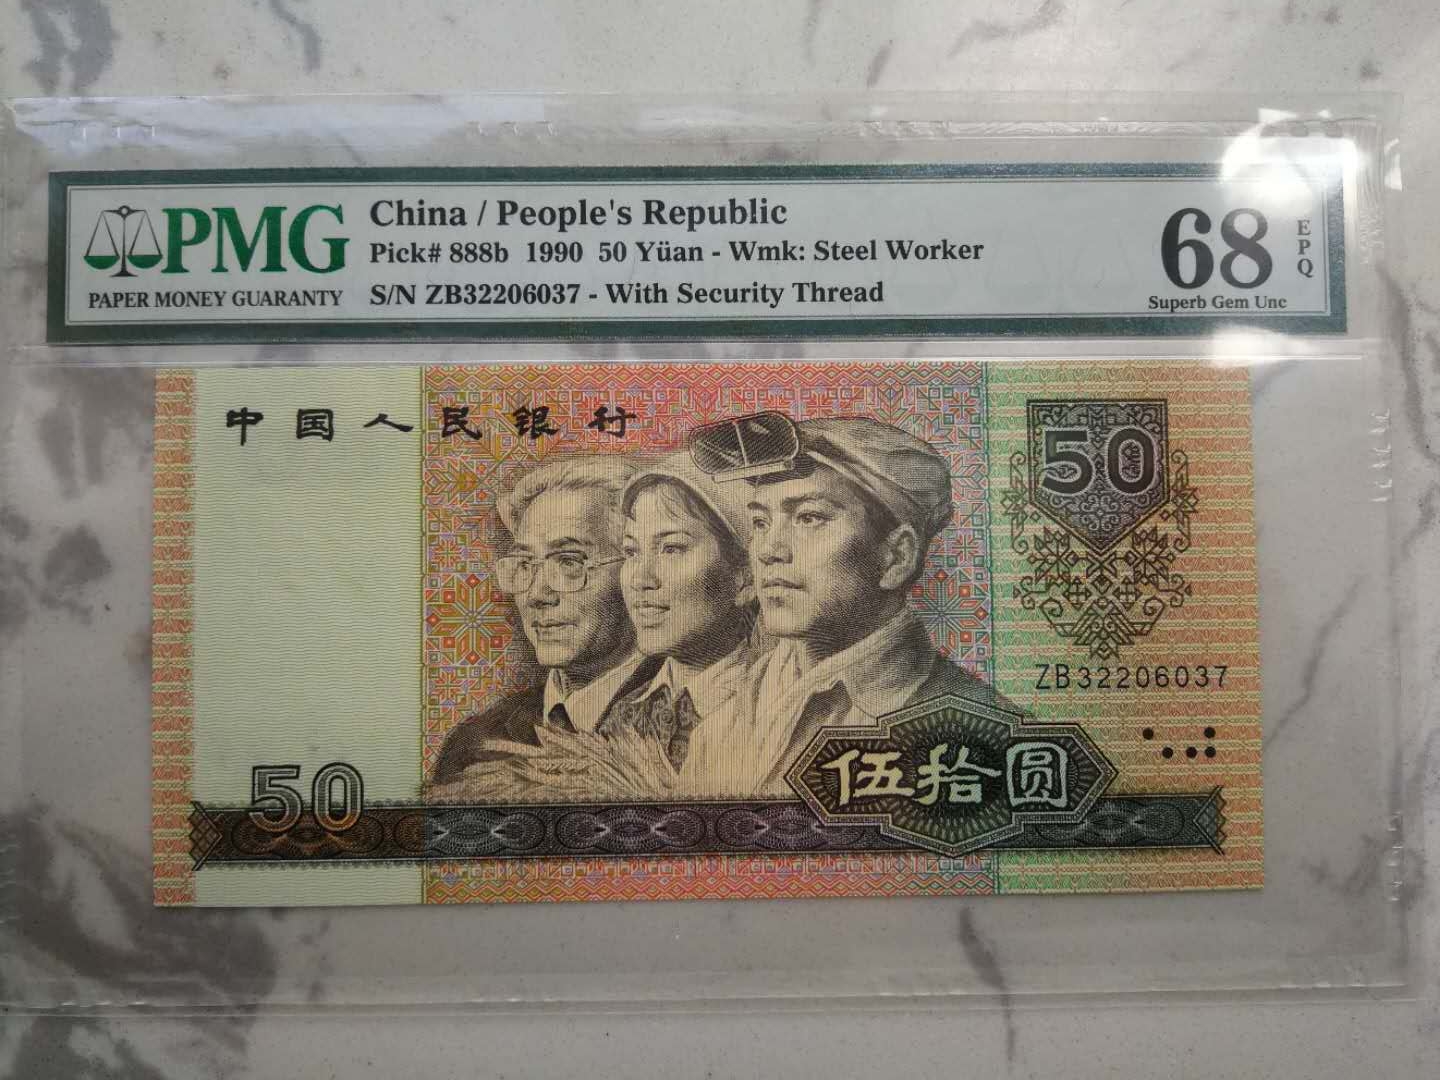 PMG
PAPER MONEY GUARANTY
China / People's Republic
Pick# 888b 1990 50 Yüan - Wmk: Steel Worker
S/N ZB32206037 - With Security Thread
68 EPQ
Superb Gem Unc
中国人民银行
50
ZB32206037
50
伍拾圆